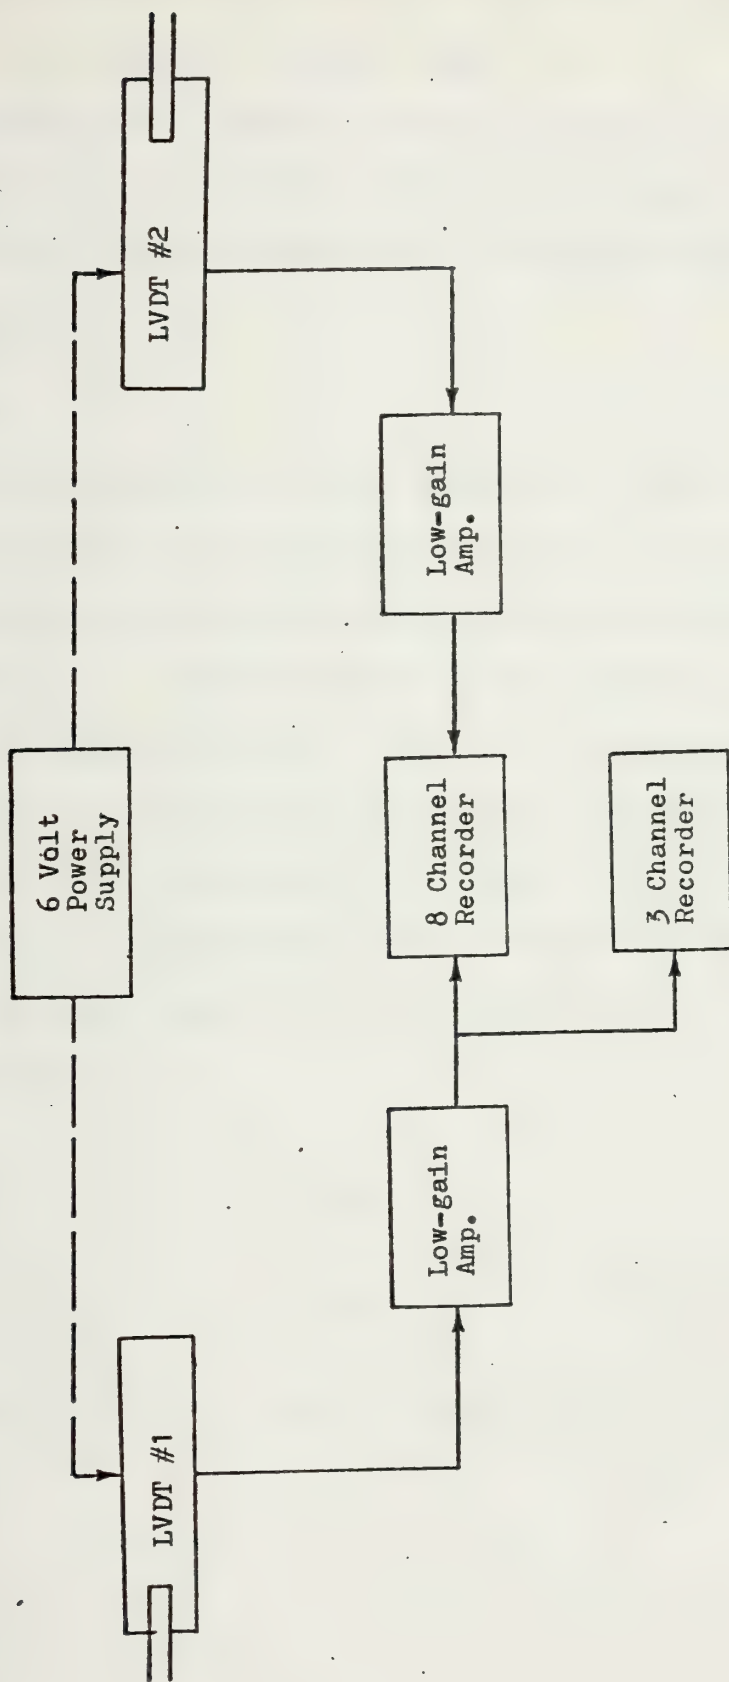 6 Volt
Power
Supply
LVDT #1
LVDT #2
Low-gain
Amp.
8 Channel
Recorder
Low-gain
Amp.
3 Channel
Recorder